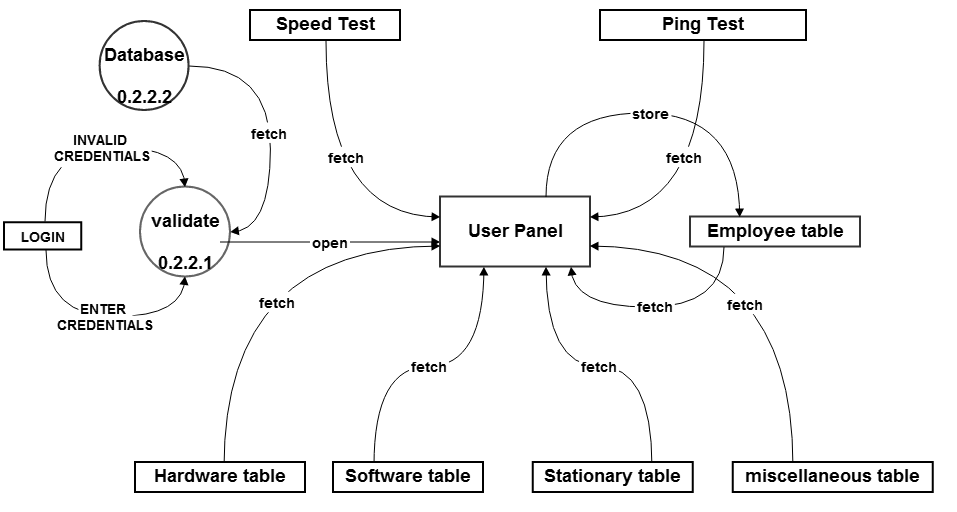 Speed Test
Ping Test
Database
0.2.2.2
store
fetch
INVALID
CREDENTIALS
fetch
fetch
validate
LOGIN
User Panel
Employee table
open
0.2.2.1
fetch
ENTER
CREDENTIALS
fetch
fetch
fetch
fetch
Hardware table
Software table
Stationary table
miscellaneous table